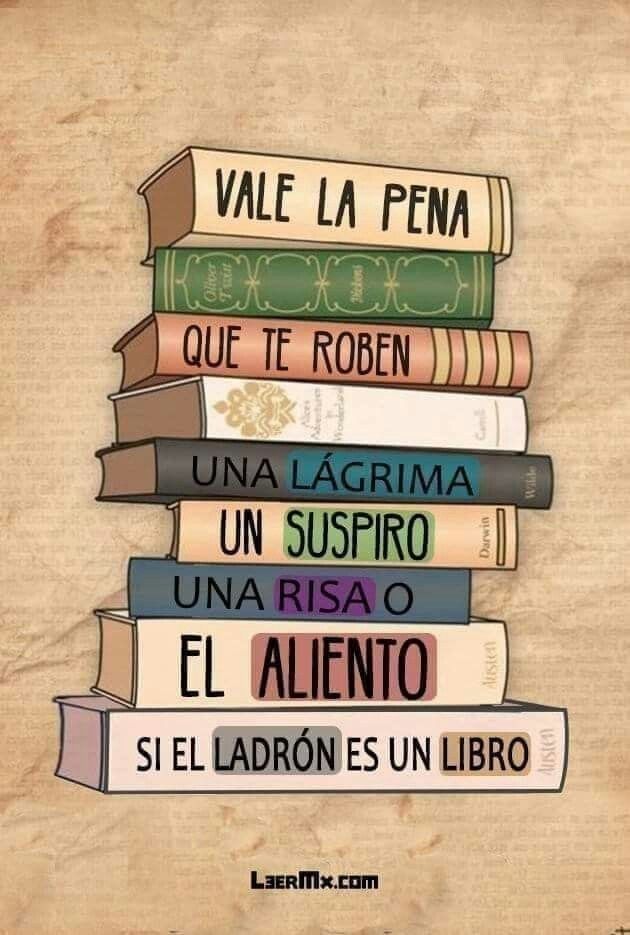 VALE LA PENA
Oliver
Twist
Dickens
QUE TE ROBEN
Alice's
Adventures
in
Wonderland
Carroll
UNA LÁGRIMA
Wilde
UN SUSPIRO
Darwin
UNA RISA O
EL ALIENTO
Austen
SI EL LADRÓN ES UN LIBRO
Austen
L3ERMX.COM